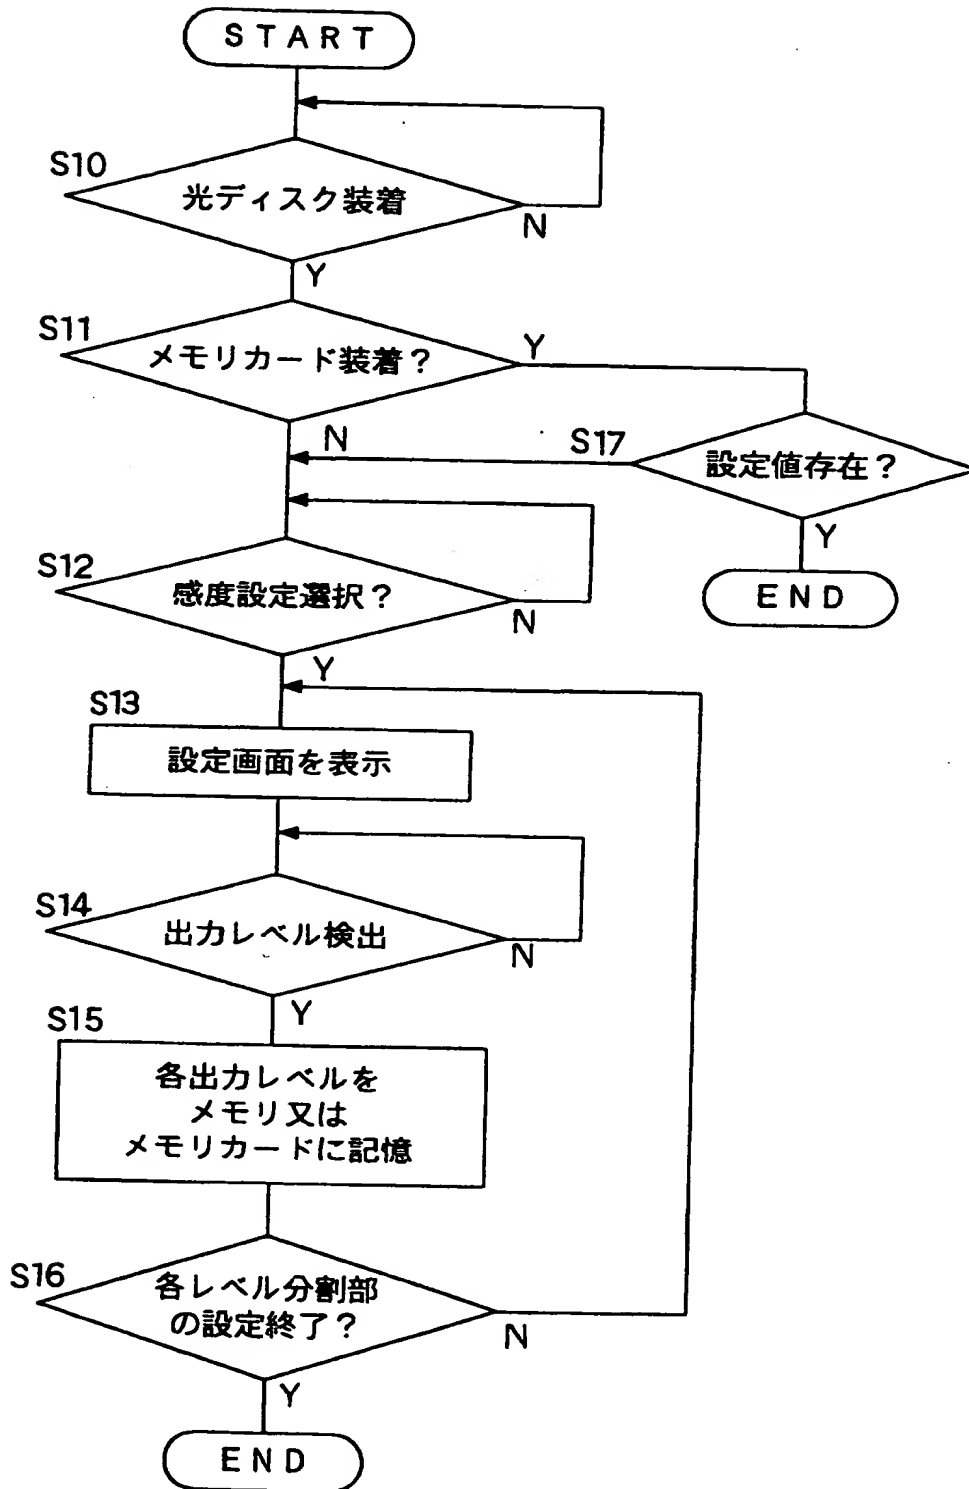 START
S10
光ディスク装着
N
Y
S11
メモリカード装着?
Y
N
S17
設定値存在?
Y
END
S12
感度設定選択?
N
Y
S13
設定画面を表示
S14
出力レベル検出
N
Y
S15
各出力レベルを
メモリ又は
メモリカードに記憶
S16
各レベル分割部
の設定終了?
N
Y
END